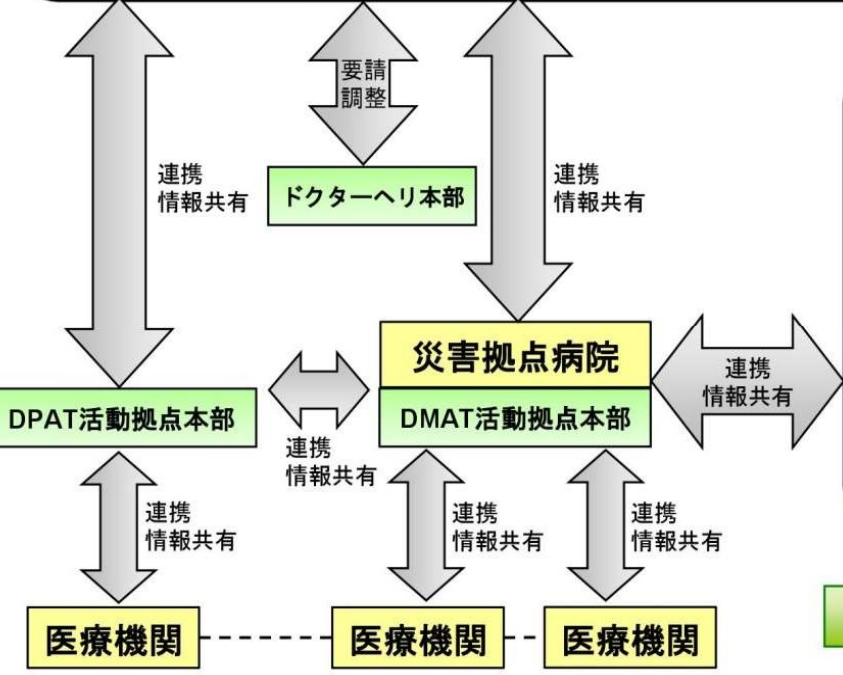 要請
調整
連携
情報共有
ドクターヘリ本部
連携
情報共有
災害拠点病院
連携
情報共有
DPAT活動拠点本部
DMAT活動拠点本部
連携
情報共有
連携
情報共有
連携
情報共有
連携
情報共有
医療機関
医療機関
医療機関